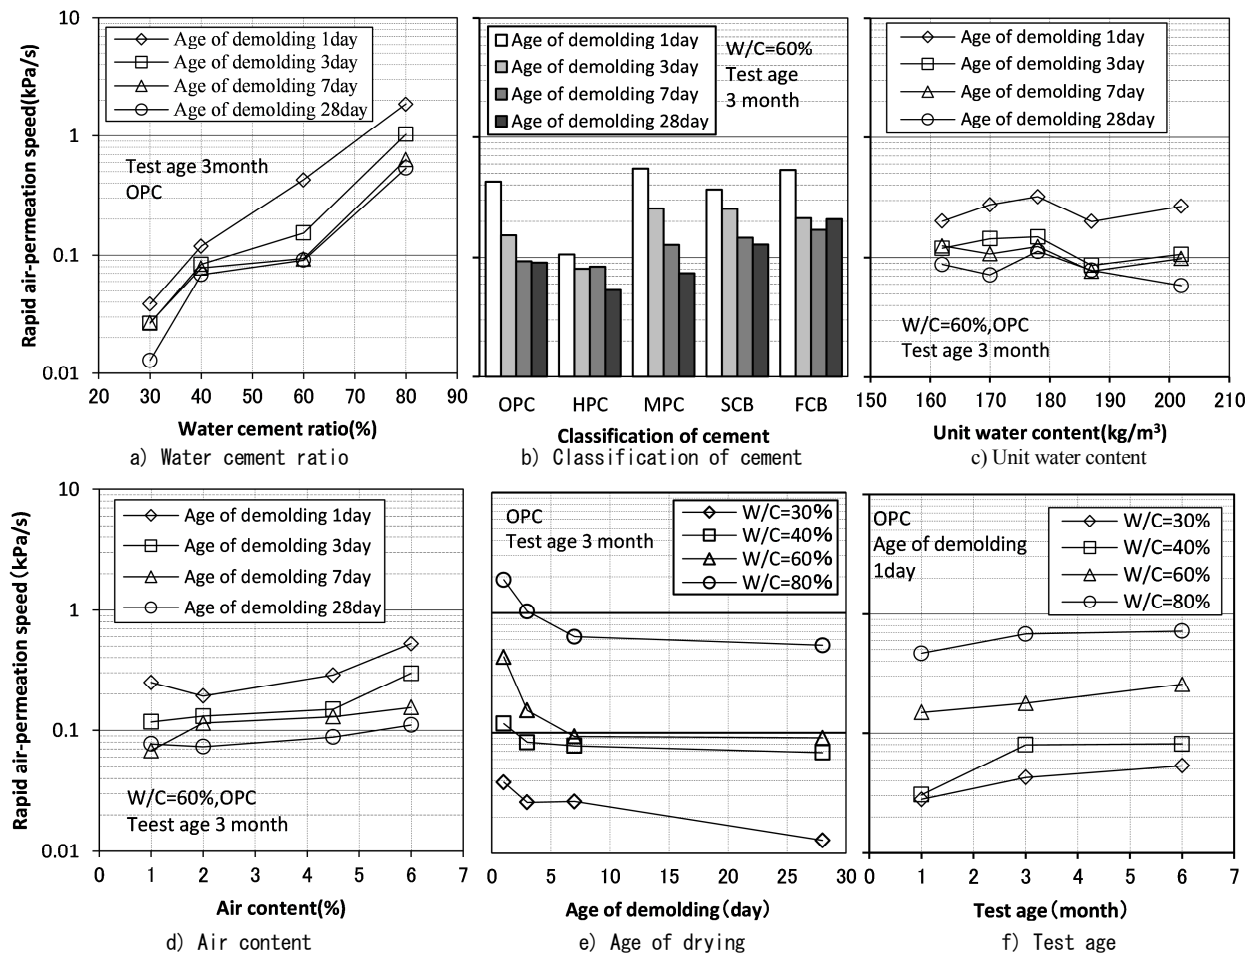 Rapid air-permeation speed(kPa/s)
10
1
0.1
0.01
Age of demolding 1day
Age of demolding 3day
Age of demolding 7day
Age of demolding 28day
Test age 3month
OPC
20 30 40 50 60 70 80 90
Water cement ratio(%)
a) Water cement ratio
Age of demolding 1day
Age of demolding 3day
Age of demolding 7day
Age of demolding 28day
W/C=60%
Test age
3 month
OPC HPC MPC SCB FCB
Classification of cement
b) Classification of cement
Age of demolding 1day
Age of demolding 3day
Age of demolding 7day
Age of demolding 28day
W/C=60%,OPC
Test age 3 month
150 160 170 180 190 200 210
Unit water content(kg/m³)
c) Unit water content
Rapid air-permeation speed (kPa/s)
10
1
0.1
0.01
Age of demolding 1day
Age of demolding 3day
Age of demolding 7day
Age of demolding 28day
W/C=60%,OPC
Teest age 3 month
0 1 2 3 4 5 6 7
Air content(%)
d) Air content
OPC
Test age 3 month
W/C=30%
W/C=40%
W/C=60%
W/C=80%
0 5 10 15 20 25 30
Age of demolding(day)
e) Age of drying
OPC
Age of demolding
1day
W/C=30%
W/C=40%
W/C=60%
W/C=80%
0 1 2 3 4 5 6 7
Test age(month)
f) Test age